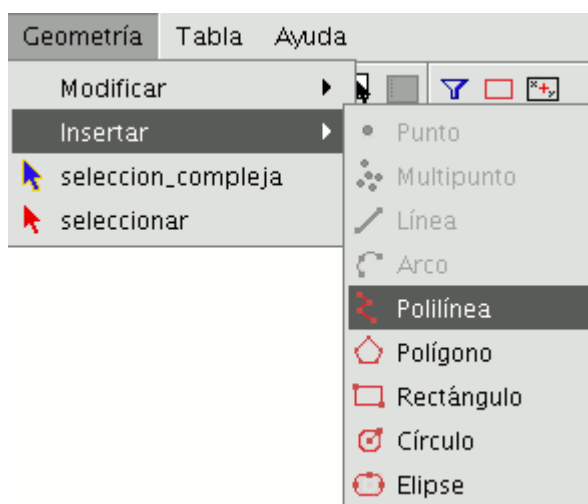 Geometría Tabla Ayuda
Modificar
Insertar
seleccion_compleja
seleccionar
Punto
Multipunto
Línea
Arco
Polilínea
Polígono
Rectángulo
Círculo
Elipse